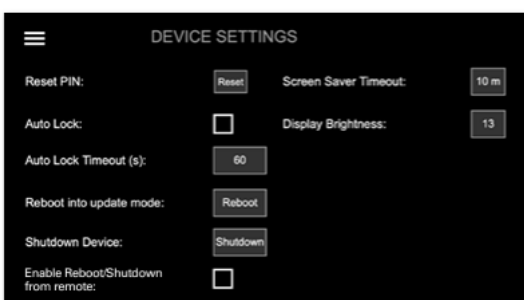 DEVICE SETTINGS
Reset PIN:
Reset
Screen Saver Timeout:
10 m
Auto Lock:
Display Brightness:
13
Auto Lock Timeout (s):
60
Reboot into update mode:
Reboot
Shutdown Device:
Shutdown
Enable Reboot/Shutdown
from remote: